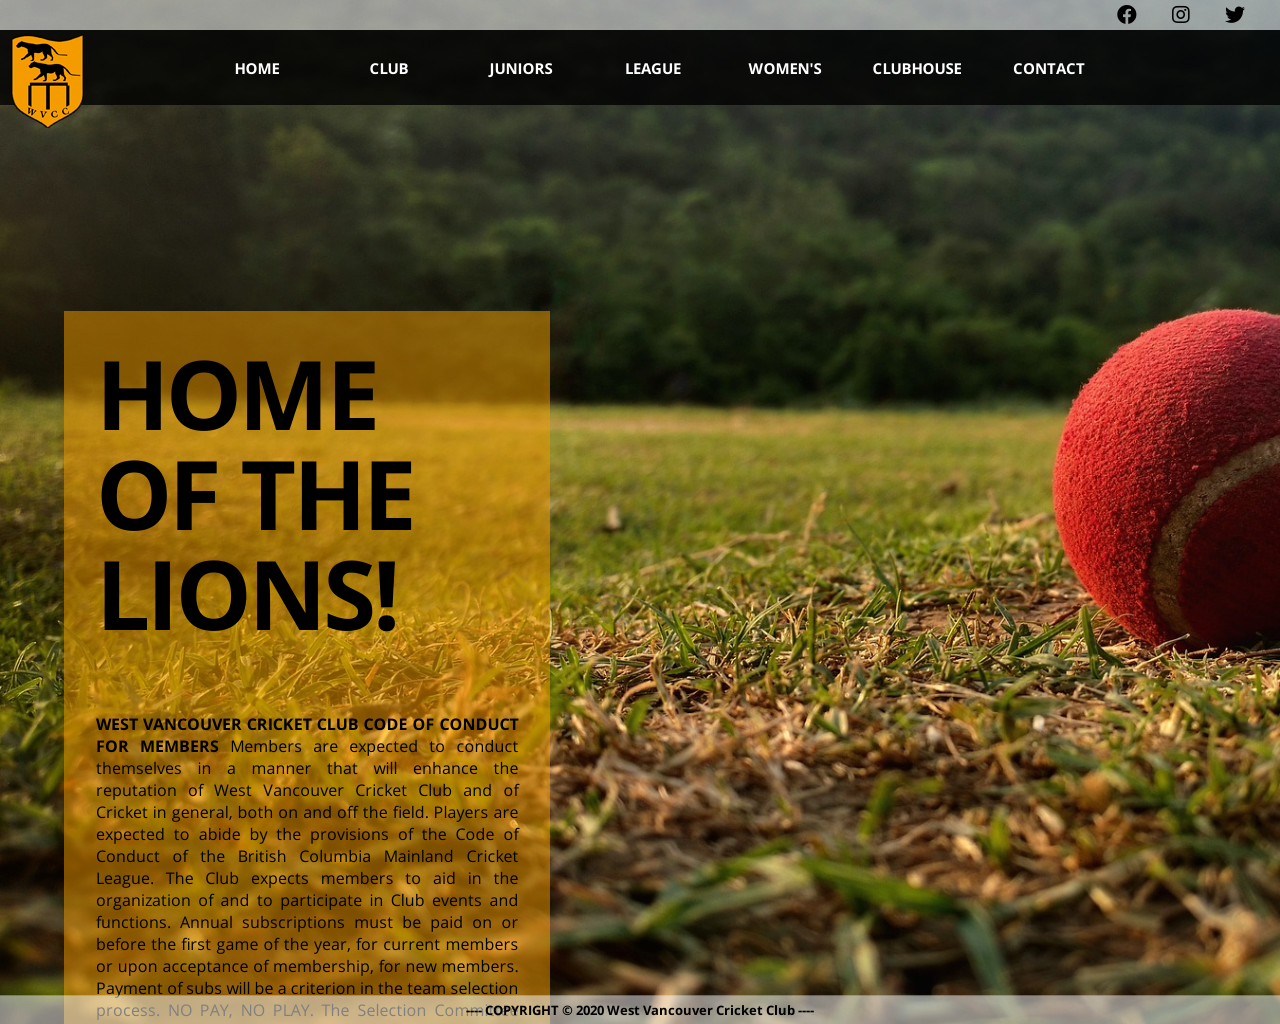 HOME CLUB JUNIORS LEAGUE WOMEN'S CLUBHOUSE CONTACT
WVCC
HOME
OF THE
LIONS!
WEST VANCOUVER CRICKET CLUB CODE OF CONDUCT
FOR MEMBERS Members are expected to conduct
themselves in a manner that will enhance the
reputation of West Vancouver Cricket Club and of
Cricket in general, both on and off the field. Players are
expected to abide by the provisions of the Code of
Conduct of the British Columbia Mainland Cricket
League. The Club expects members to aid in the
organization of and to participate in Club events and
functions. Annual subscriptions must be paid on or
before the first game of the year, for current members
or upon acceptance of membership, for new members.
Payment of subs will be a criterion in the team selection
process. NO PAY, NO PLAY. The Selection
---- COPYRIGHT © 2020 West Vancouver Cricket Club ----